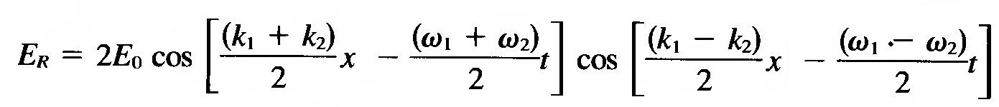 E_R = 2E_0 cos [ (k_1 + k_2)/2 x - (ω_1 + ω_2)/2 t ] cos [ (k_1 - k_2)/2 x - (ω_1 - ω_2)/2 t ]